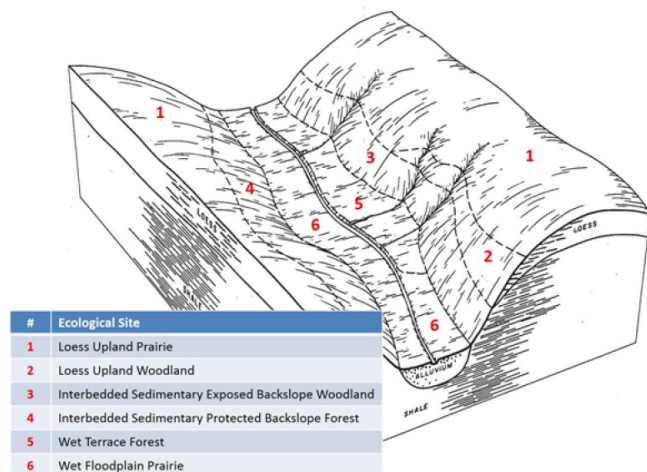 1
1
3
4
5
6
2
6
LOESS
SHALE
LOESS
ALLUVIUM
SHALE
# Ecological Site
1 Loess Upland Prairie
2 Loess Upland Woodland
3 Interbedded Sedimentary Exposed Backslope Woodland
4 Interbedded Sedimentary Protected Backslope Forest
5 Wet Terrace Forest
6 Wet Floodplain Prairie